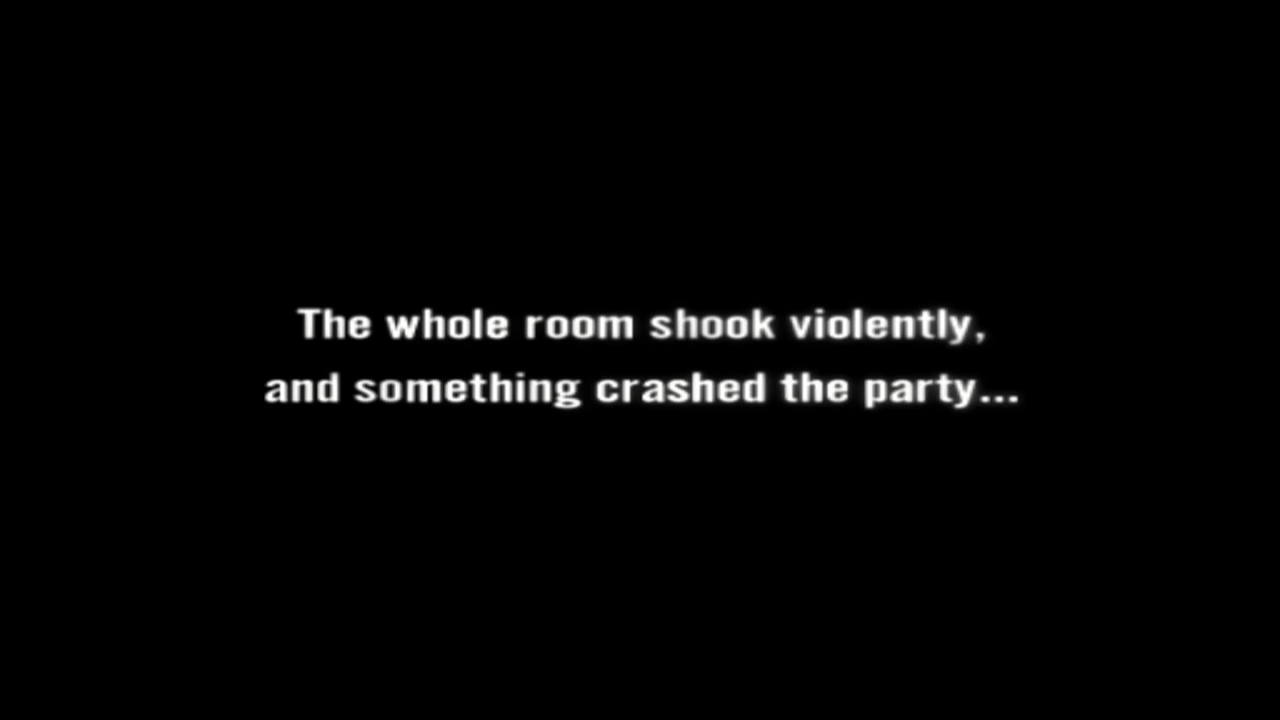 The whole room shook violently,
and something crashed the party...